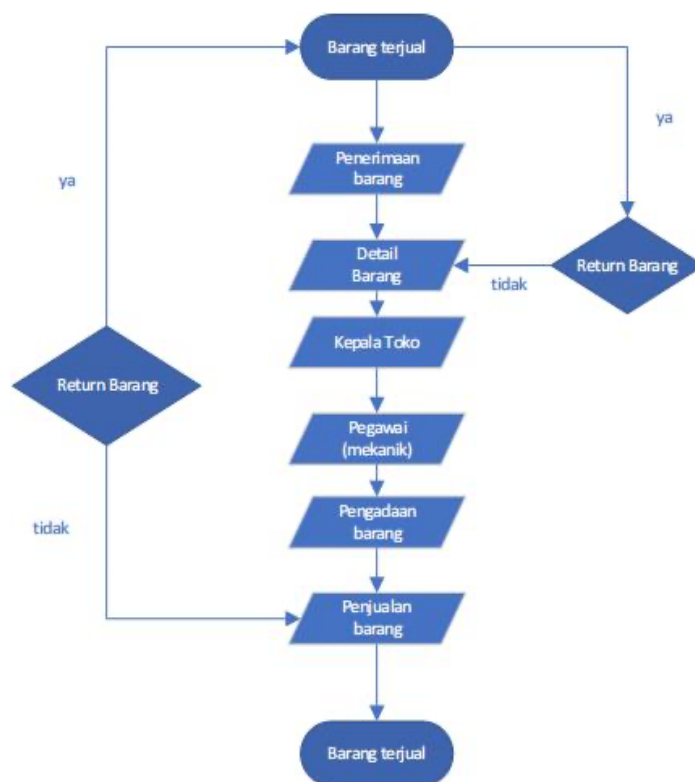 Barang terjual
ya
Penerimaan
barang
ya
Detail
Barang
Return Barang
tidak
Kepala Toko
Return Barang
Pegawai
(mekanik)
Pengadaan
barang
tidak
Penjualan
barang
Barang terjual